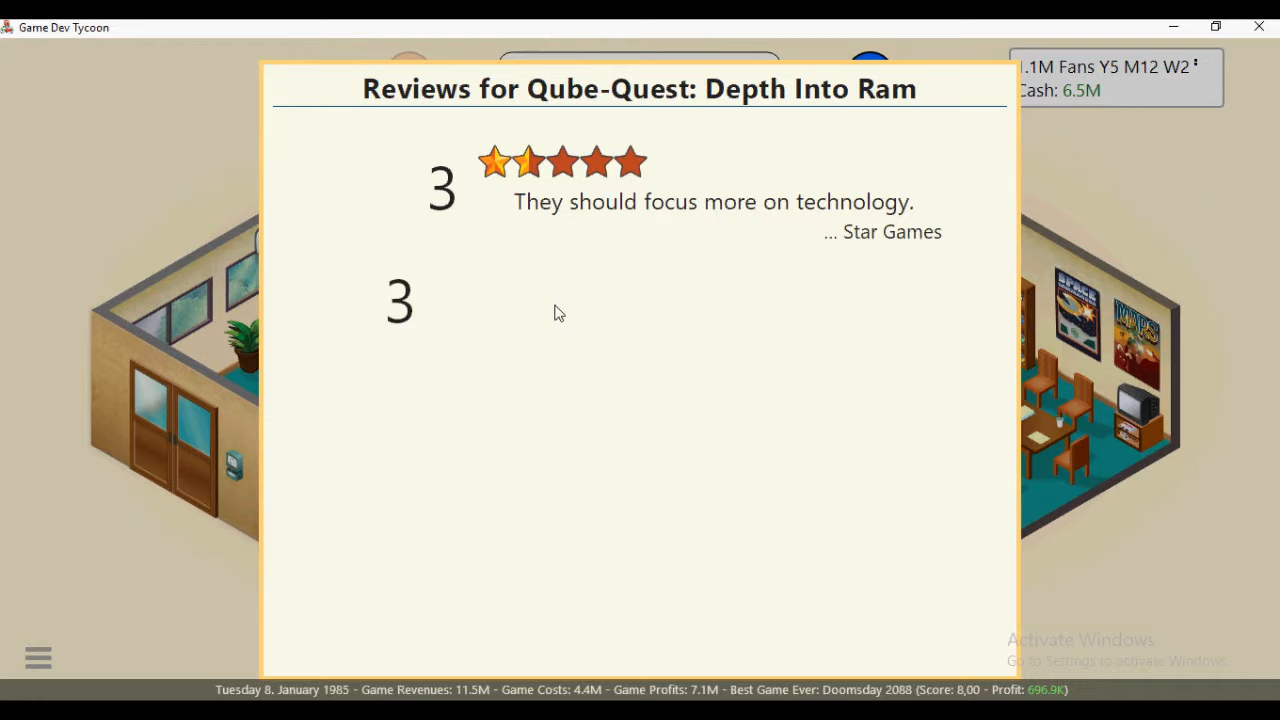 Game Dev Tycoon
1.1M Fans Y5 M12 W2
Cash: 6.5M
Reviews for Qube-Quest: Depth Into Ram
3
They should focus more on technology.
... Star Games
3
SPACE
MARS
Activate Windows
Go to Settings to activate Windows.
Tuesday 8. January 1985 - Game Revenues: 11.5M - Game Costs: 4.4M - Game Profits: 7.1M - Best Game Ever: Doomsday 2088 (Score: 8,00 - Profit: 696.9K)